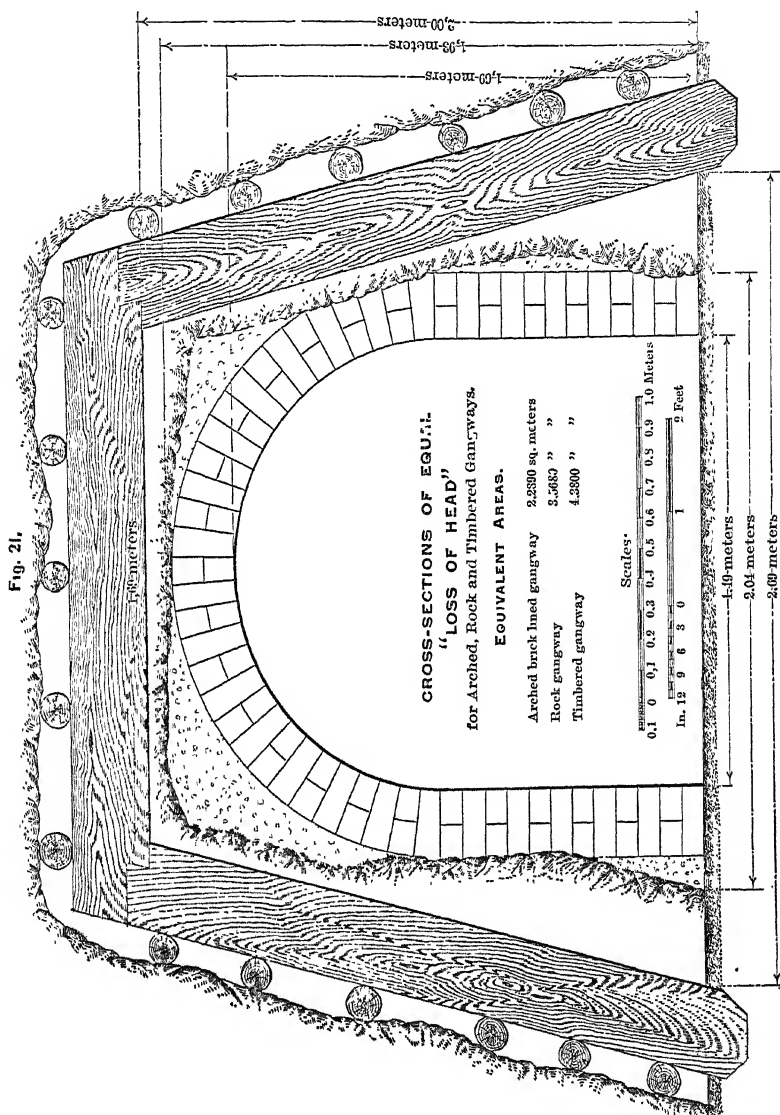 Fig. 21.
2,00 meters
1,93 meters
meters
meters
CROSS-SECTIONS OF EQUAL
"LOSS OF HEAD"
for Arched, Rock and Timbered Gangways.
EQUIVALENT AREAS.
Arched brick lined gangway 2.2890 sq. meters
Rock gangway 3.5680 " "
Timbered gangway 4.3800 " "
Scales.
0.1 0 0,1 0.2 0.3 0.4 0.5 0.6 0.7 0.8 0.9 1.0 Meters
In. 12 9 6 3 0 1 2 Feet
1.49 meters
2.04 meters
2.69 meters